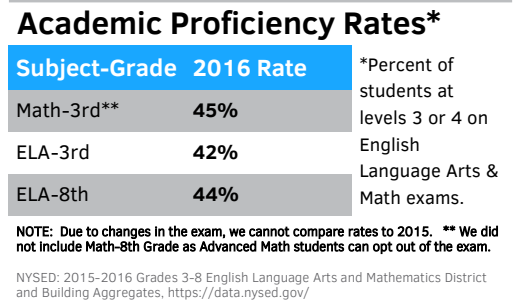 Academic Proficiency Rates*
Subject-Grade 2016 Rate
Math-3rd** 45%
ELA-3rd 42%
ELA-8th 44%
*Percent of
students at
levels 3 or 4 on
English
Language Arts &
Math exams.
NOTE: Due to changes in the exam, we cannot compare rates to 2015. ** We did
not include Math-8th Grade as Advanced Math students can opt out of the exam.
NYSED: 2015-2016 Grades 3-8 English Language Arts and Mathematics District
and Building Aggregates, https://data.nysed.gov/